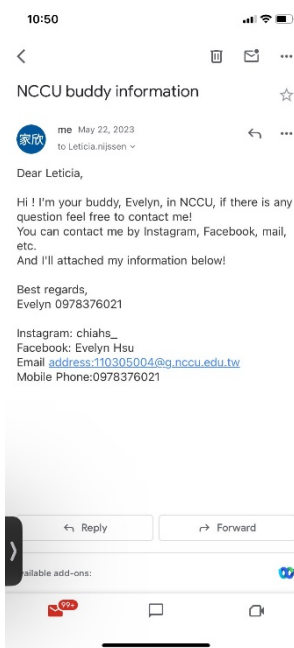 10:50
NCCU buddy information
家欣
me May 22, 2023
to Leticia.nijssen
Dear Leticia,
Hi ! I'm your buddy, Evelyn, in NCCU, if there is any
question feel free to contact me!
You can contact me by Instagram, Facebook, mail,
etc.
And I'll attached my information below!
Best regards,
Evelyn 0978376021
Instagram: chiahs_
Facebook: Evelyn Hsu
Email address:110305004@g.nccu.edu.tw
Mobile Phone:0978376021
Reply
Forward
add-ons:
99+